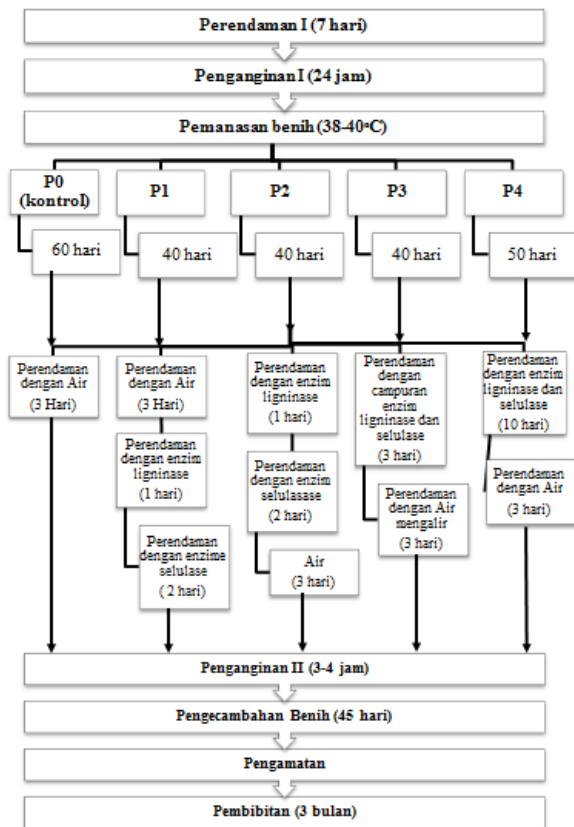 Perendaman I (7 hari)
Penganginan I (24 jam)
Pemanasan benih (38-40°C)
P0
(kontrol)
P1
P2
P3
P4
60 hari
40 hari
40 hari
40 hari
50 hari
Perendaman
dengan Air
(3 Hari)
Perendaman
dengan Air
(3 Hari)
Perendaman
dengan enzim
ligninase
(1 hari)
Perendaman
dengan enzim
selulasase
(2 hari)
Air
(3 hari)
Perendaman
dengan enzim
ligninase
(1 hari)
Perendaman
dengan enzime
selulase
( 2 hari)
Perendaman
dengan
campuran
enzim
ligninase dan
selulase
(3 hari)
Perendaman
dengan Air
mengalir
(3 hari)
Perendaman
dengan enzim
ligninase dan
selulase
(10 hari)
Perendaman
dengan Air
(3 hari)
Penganginan II (3-4 jam)
Pengecambahan Benih (45 hari)
Pengamatan
Pembibitan (3 bulan)